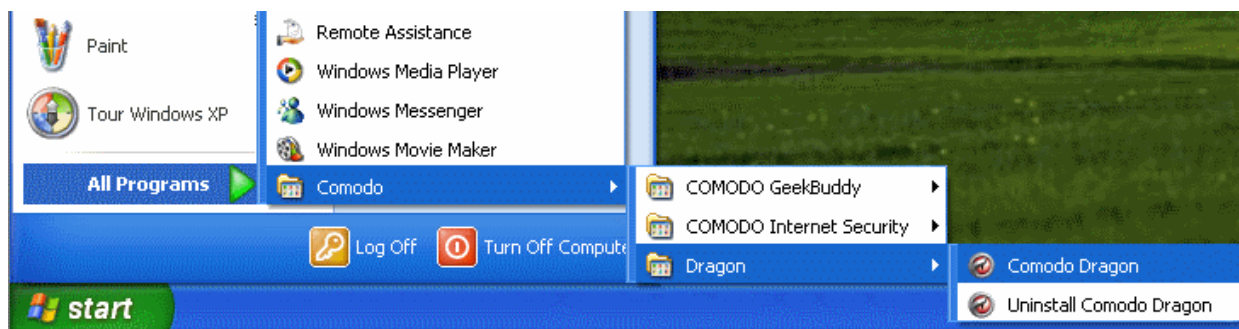 Paint
Tour Windows XP
All Programs
Remote Assistance
Windows Media Player
Windows Messenger
Windows Movie Maker
Comodo
COMODO GeekBuddy
COMODO Internet Security
Dragon
Comodo Dragon
Uninstall Comodo Dragon
Log Off
Turn Off Compute
start